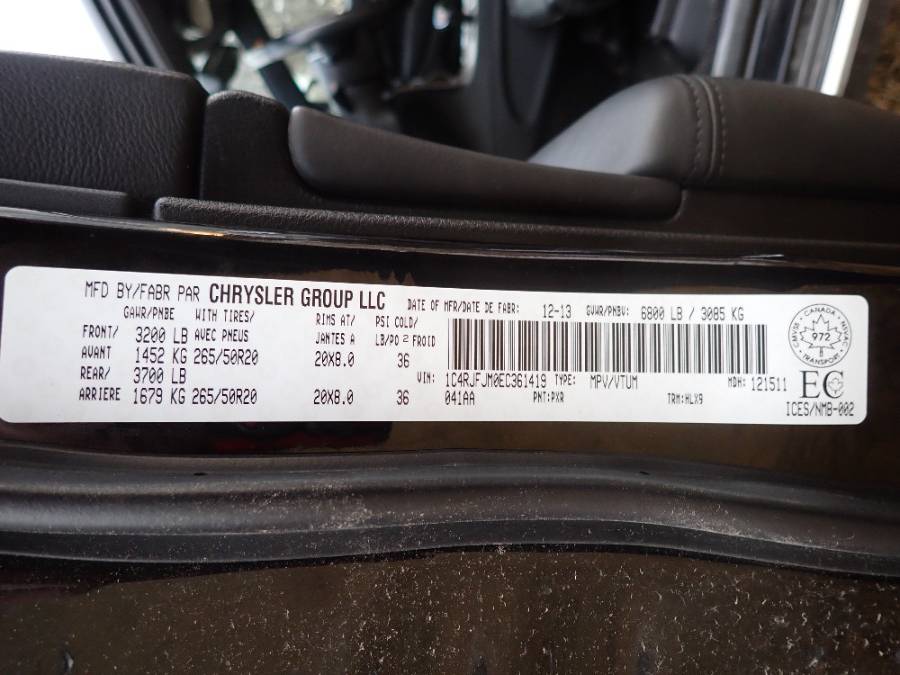 MFD BY/FABR PAR CHRYSLER GROUP LLC DATE OF MFR/DATE DE FABR: 12-13 GVWR/PNBV: 6800 LB / 3085 KG
GAWR/PNBE WITH TIRES/ RIMS AT/ PSI COLD/
FRONT/ 3200 LB AVEC PNEUS JANTES A LB/PO² FROID
AVANT 1452 KG 265/50R20 20X8.0 36
REAR/ 3700 LB
ARRIERE 1679 KG 265/50R20 20X8.0 36
VIN: 1C4RJFJM0EC361419 TYPE: MPV/VTUM MDH: 121511
041AA PNT:PXR TRM:HLX9
CANADA
CMVSS NSVAC
972
TRANSPORT
EC
ICES/NMB-002